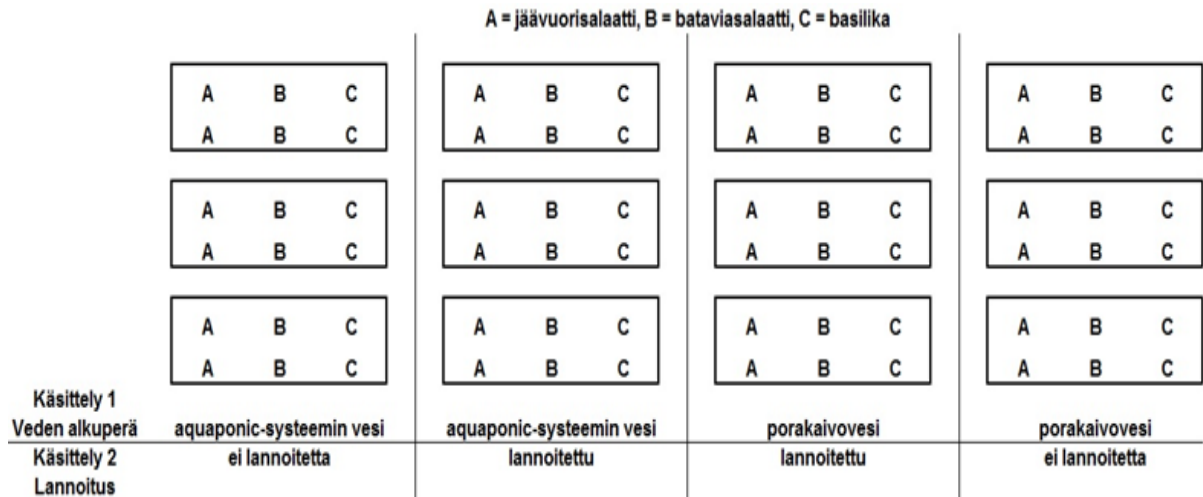 A = jäävuorisalaatti, B = bataviasalaatti, C = basilika
A B C A B C A B C A B C
A B C A B C A B C A B C
A B C A B C A B C A B C
A B C A B C A B C A B C
A B C A B C A B C A B C
A B C A B C A B C A B C
Käsittely 1
Veden alkuperä aquaponic-systeemin vesi aquaponic-systeemin vesi porakaivovesi porakaivovesi
Käsittely 2 ei lannoitetta lannoitettu lannoitettu ei lannoitetta
Lannoitus